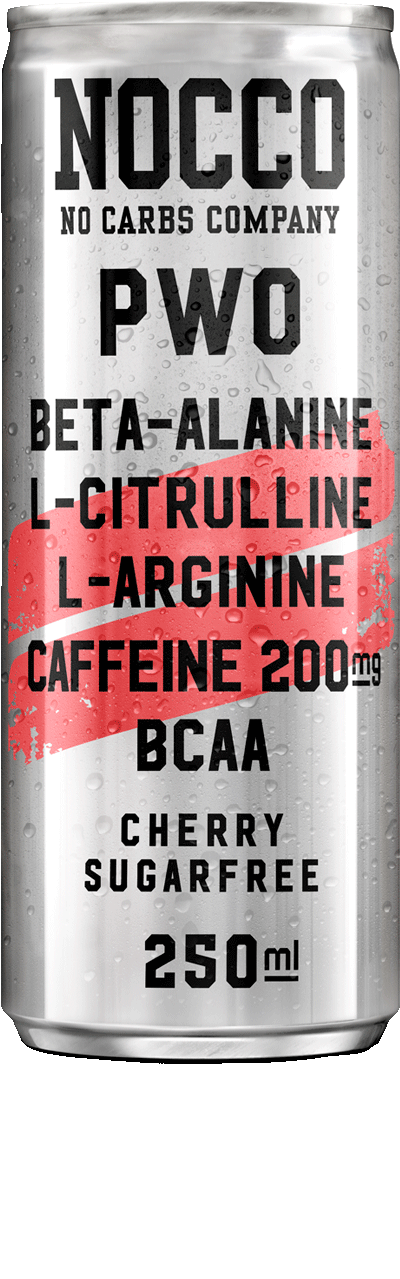 NOCCO
NO CARBS COMPANY
PWO
BETA-ALANINE
L-CITRULLINE
L-ARGININE
CAFFEINE 200mg
BCAA
CHERRY
SUGARFREE
250ml